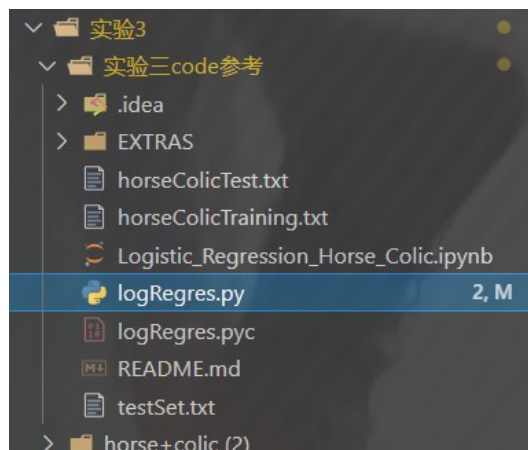 实验3
实验三code参考
.idea
EXTRAS
horseColicTest.txt
horseColicTraining.txt
Logistic_Regression_Horse_Colic.ipynb
logRegres.py 2, M
logRegres.pyc
README.md
testSet.txt
horse+colic (2)